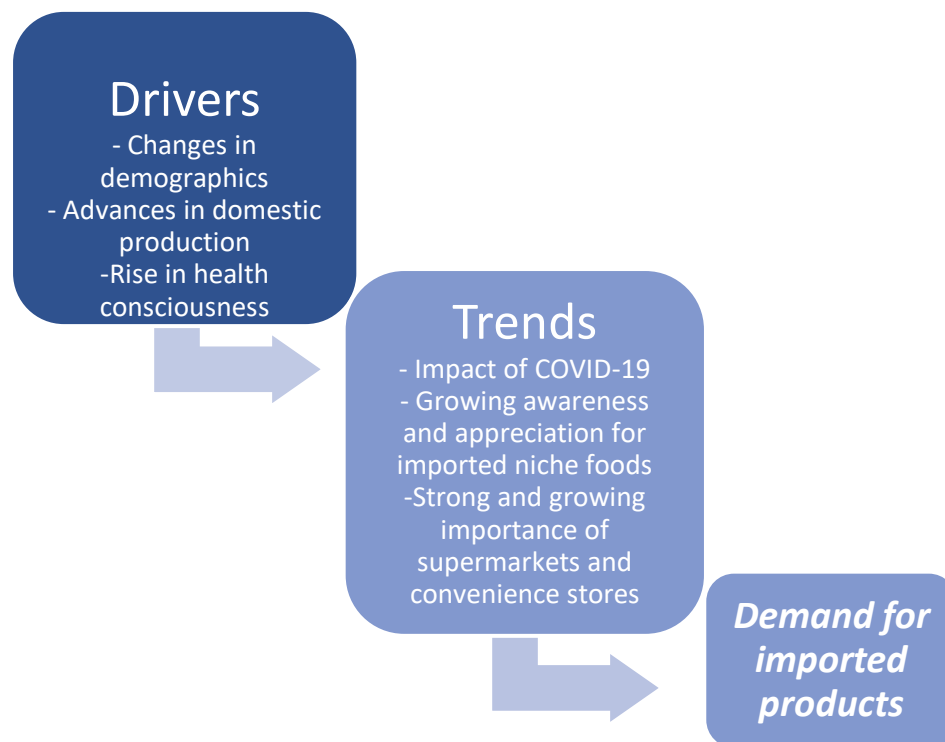 Drivers
- Changes in
demographics
- Advances in domestic
production
-Rise in health
consciousness
Trends
- Impact of COVID-19
- Growing awareness
and appreciation for
imported niche foods
-Strong and growing
importance of
supermarkets and
convenience stores
Demand for
imported
products